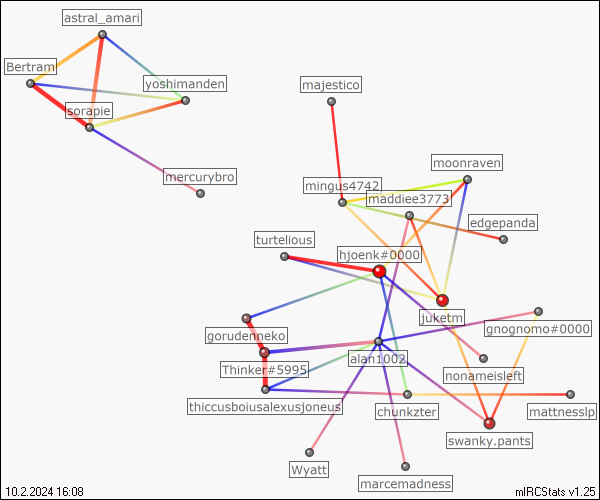 astral_amari
Bertram
yoshimanden
majestico
sorapie
moonraven
mercurybro
mingus4742
maddiee3773
edgepanda
turtelious
hjoenk#0000
juketm
gnognomo#0000
gorudenneko
alan1002
Thinker#5995
nonameisleft
thiccusboiusalexusjoneus
chunkzter
mattnesslp
swanky.pants
Wyatt
marcemadness
10.2.2024 16:08
mIRCStats v1.25